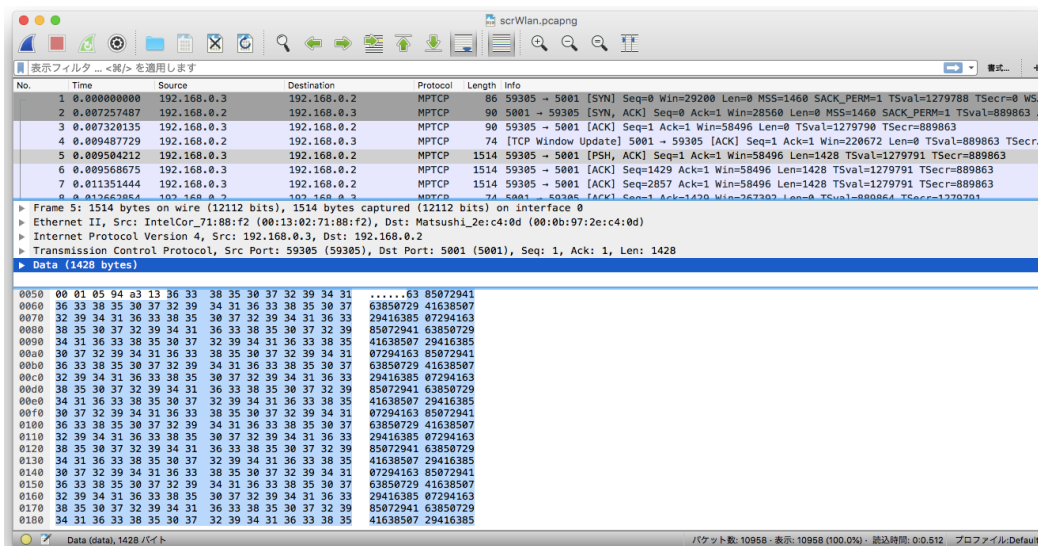 scrWlan.pcapng
表示フィルタ ... <⌘/> を適用します
書式...
No. Time Source Destination Protocol Length Info
1 0.000000000 192.168.0.3 192.168.0.2 MPTCP 86 59305 → 5001 [SYN] Seq=0 Win=29200 Len=0 MSS=1460 SACK_PERM=1 TSval=1279788 TSecr=0 WS
2 0.007257487 192.168.0.2 192.168.0.3 MPTCP 90 5001 → 59305 [SYN, ACK] Seq=0 Ack=1 Win=28560 Len=0 MSS=1460 SACK_PERM=1 TSval=889863
3 0.007320135 192.168.0.3 192.168.0.2 MPTCP 90 59305 → 5001 [ACK] Seq=1 Ack=1 Win=58496 Len=0 TSval=1279790 TSecr=889863
4 0.009487729 192.168.0.2 192.168.0.3 MPTCP 74 [TCP Window Update] 5001 → 59305 [ACK] Seq=1 Ack=1 Win=220672 Len=0 TSval=889863 TSecr
5 0.009504212 192.168.0.3 192.168.0.2 MPTCP 1514 59305 → 5001 [PSH, ACK] Seq=1 Ack=1 Win=58496 Len=1428 TSval=1279791 TSecr=889863
6 0.009568675 192.168.0.3 192.168.0.2 MPTCP 1514 59305 → 5001 [ACK] Seq=1429 Ack=1 Win=58496 Len=1428 TSval=1279791 TSecr=889863
7 0.011351444 192.168.0.3 192.168.0.2 MPTCP 1514 59305 → 5001 [ACK] Seq=2857 Ack=1 Win=58496 Len=1428 TSval=1279791 TSecr=889863
8 0.012662854 192.168.0.2 192.168.0.3 MPTCP 74 5001 → 59305 [ACK] Seq=1 Ack=1429 Win=267392 Len=0 TSval=889864 TSecr=1279791
Frame 5: 1514 bytes on wire (12112 bits), 1514 bytes captured (12112 bits) on interface 0
Ethernet II, Src: IntelCor_71:88:f2 (00:13:02:71:88:f2), Dst: Matsushi_2e:c4:0d (00:0b:97:2e:c4:0d)
Internet Protocol Version 4, Src: 192.168.0.3, Dst: 192.168.0.2
Transmission Control Protocol, Src Port: 59305 (59305), Dst Port: 5001 (5001), Seq: 1, Ack: 1, Len: 1428
Data (1428 bytes)
0050 00 01 05 94 a3 13 36 33 38 35 30 37 32 39 34 31 ......63 85072941
0060 36 33 38 35 30 37 32 39 34 31 36 33 38 35 30 37 63850729 41638507
0070 32 39 34 31 36 33 38 35 30 37 32 39 34 31 36 33 29416385 07294163
0080 38 35 30 37 32 39 34 31 36 33 38 35 30 37 32 39 85072941 63850729
0090 34 31 36 33 38 35 30 37 32 39 34 31 36 33 38 35 41638507 29416385
00a0 30 37 32 39 34 31 36 33 38 35 30 37 32 39 34 31 07294163 85072941
00b0 36 33 38 35 30 37 32 39 34 31 36 33 38 35 30 37 63850729 41638507
00c0 32 39 34 31 36 33 38 35 30 37 32 39 34 31 36 33 29416385 07294163
00d0 38 35 30 37 32 39 34 31 36 33 38 35 30 37 32 39 85072941 63850729
00e0 34 31 36 33 38 35 30 37 32 39 34 31 36 33 38 35 41638507 29416385
00f0 30 37 32 39 34 31 36 33 38 35 30 37 32 39 34 31 07294163 85072941
0100 36 33 38 35 30 37 32 39 34 31 36 33 38 35 30 37 63850729 41638507
0110 32 39 34 31 36 33 38 35 30 37 32 39 34 31 36 33 29416385 07294163
0120 38 35 30 37 32 39 34 31 36 33 38 35 30 37 32 39 85072941 63850729
0130 34 31 36 33 38 35 30 37 32 39 34 31 36 33 38 35 41638507 29416385
0140 30 37 32 39 34 31 36 33 38 35 30 37 32 39 34 31 07294163 85072941
0150 36 33 38 35 30 37 32 39 34 31 36 33 38 35 30 37 63850729 41638507
0160 32 39 34 31 36 33 38 35 30 37 32 39 34 31 36 33 29416385 07294163
0170 38 35 30 37 32 39 34 31 36 33 38 35 30 37 32 39 85072941 63850729
0180 34 31 36 33 38 35 30 37 32 39 34 31 36 33 38 35 41638507 29416385
Data (data), 1428 バイト
パケット数: 10958 · 表示: 10958 (100.0%) · 読込時間: 0:0.512
プロファイル:Default